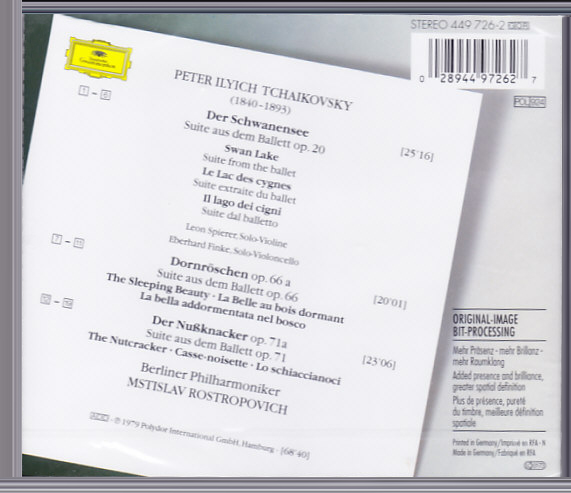 STEREO 449 726-2
0 28944 97262 7
POL 924
Deutsche
Grammophon
PETER ILYICH TCHAIKOVSKY
(1840-1893)
1 - 6
Der Schwanensee
Suite aus dem Ballett op. 20 [25'16]
Swan Lake
Suite from the ballet
Le Lac des cygnes
Suite extraite du ballet
Il lago dei cigni
Suite dal balletto
Leon Spierer, Solo-Violine
Eberhard Finke, Solo-Violoncello
7 - 11
Dornröschen op. 66 a
Suite aus dem Ballett op. 66 [20'01]
The Sleeping Beauty · La Belle au bois dormant
La bella addormentata nel bosco
12 - 19
Der Nußknacker op. 71a
Suite aus dem Ballett op. 71 [23'06]
The Nutcracker · Casse-noisette · Lo schiaccianoci
Berliner Philharmoniker
MSTISLAV ROSTROPOVICH
ADD - ℗ 1979 Polydor International GmbH, Hamburg · [68'40]
ORIGINAL-IMAGE
BIT-PROCESSING
Mehr Präsenz · mehr Brillanz ·
mehr Raumklang
Added presence and brilliance,
greater spatial definition
Plus de présence, pureté
du timbre, meilleure définition
spatiale
Printed in Germany/Imprimé en RFA · N
Made in Germany/Fabriqué en RFA